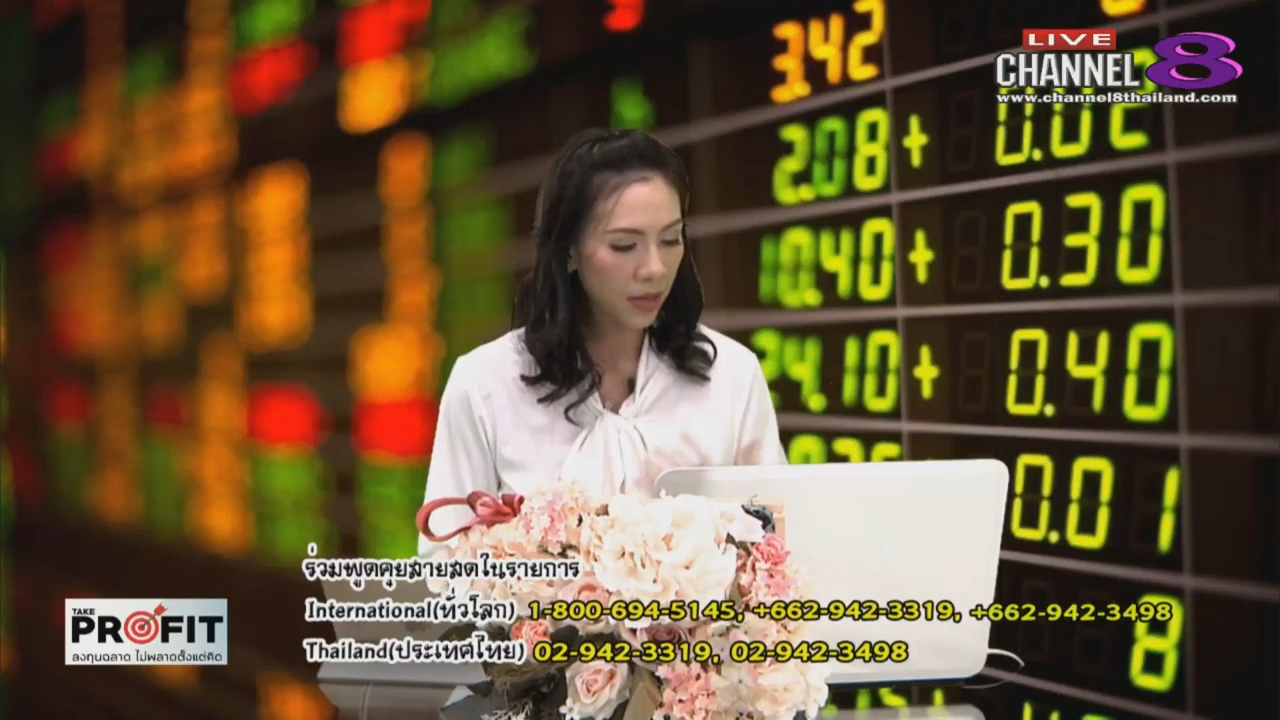 LIVE
CHANNEL 8
www.channel8thailand.com
3.42
2.08 + 0.02
10.40 + 0.30
24.10 + 0.40
0.01
8
ร่วมพูดคุยสายสดในรายการ
International(ทั่วโลก) 1-800-694-5145, +662-942-3319, +662-942-3498
Thailand(ประเทศไทย) 02-942-3319, 02-942-3498
TAKE
PROFIT
ลงทุนฉลาด ไม่พลาดตั้งแต่คิด